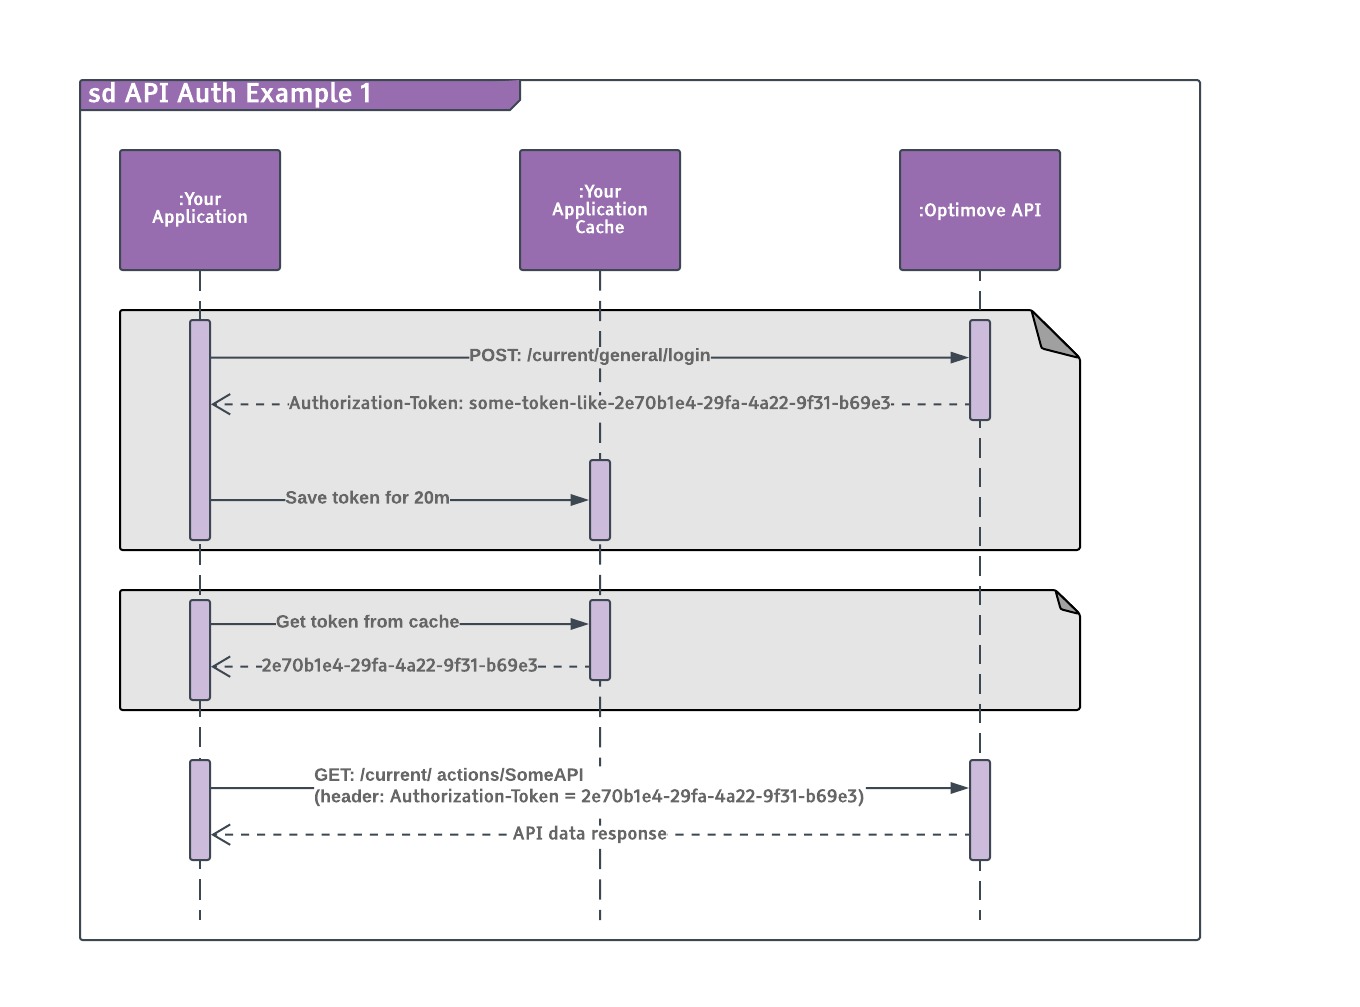 sd API Auth Example 1
:Your
Application
:Your
Application
Cache
:Optimove API
POST: /current/general/login
Authorization-Token: some-token-like-2e70b1e4-29fa-4a22-9f31-b69e3
Save token for 20m
Get token from cache
2e70b1e4-29fa-4a22-9f31-b69e3
GET: /current/ actions/SomeAPI
(header: Authorization-Token = 2e70b1e4-29fa-4a22-9f31-b69e3)
API data response